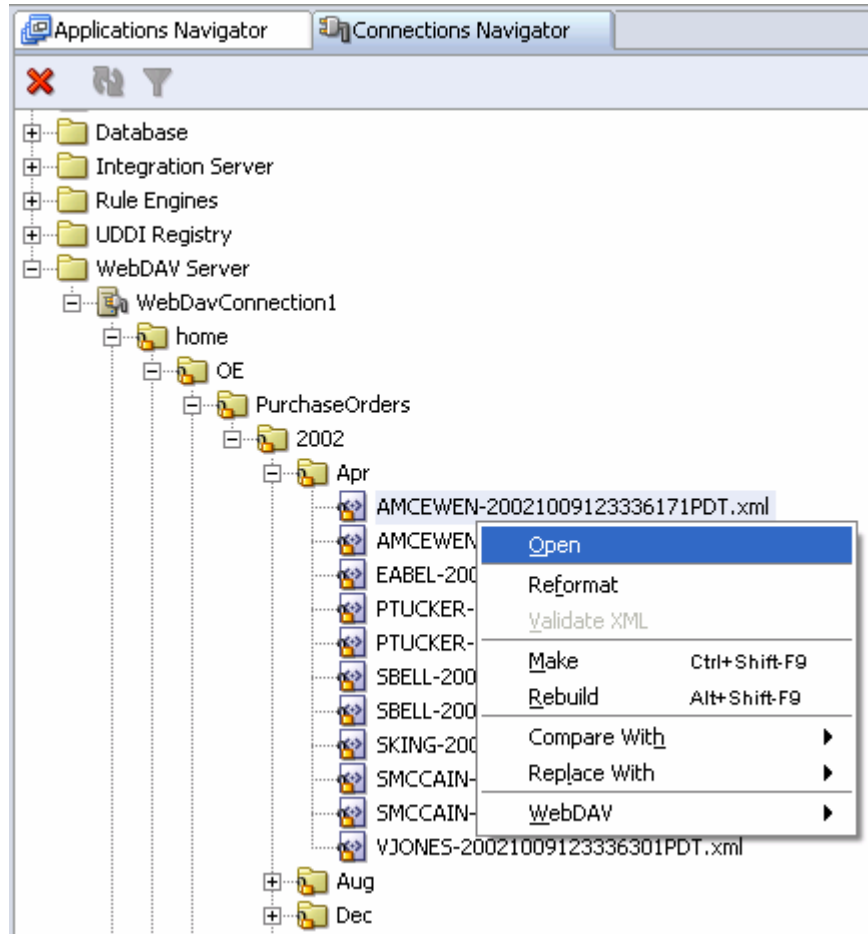 Applications Navigator
Connections Navigator
Database
Integration Server
Rule Engines
UDDI Registry
WebDAV Server
WebDavConnection1
home
OE
PurchaseOrders
2002
Apr
AMCEWEN-20021009123336171PDT.xml
AMCEWEN
Open
EABEL-200
Reformat
PTUCKER-
Validate XML
PTUCKER-
Make Ctrl+Shift-F9
SBELL-200
Rebuild Alt+Shift-F9
SBELL-200
SKING-200
Compare With
SMCCAIN-
Replace With
SMCCAIN-
WebDAV
VJONES-20021009123336301PDT.xml
Aug
Dec